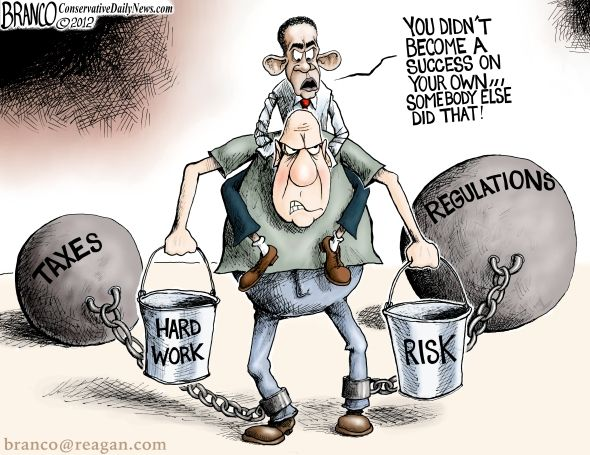 BRANCO ConservativeDailyNews.com
©2012
YOU DIDN'T
BECOME A
SUCCESS ON
YOUR OWN,,,
SOMEBODY ELSE
DID THAT!
TAXES
REGULATIONS
HARD
WORK
RISK
branco@reagan.com